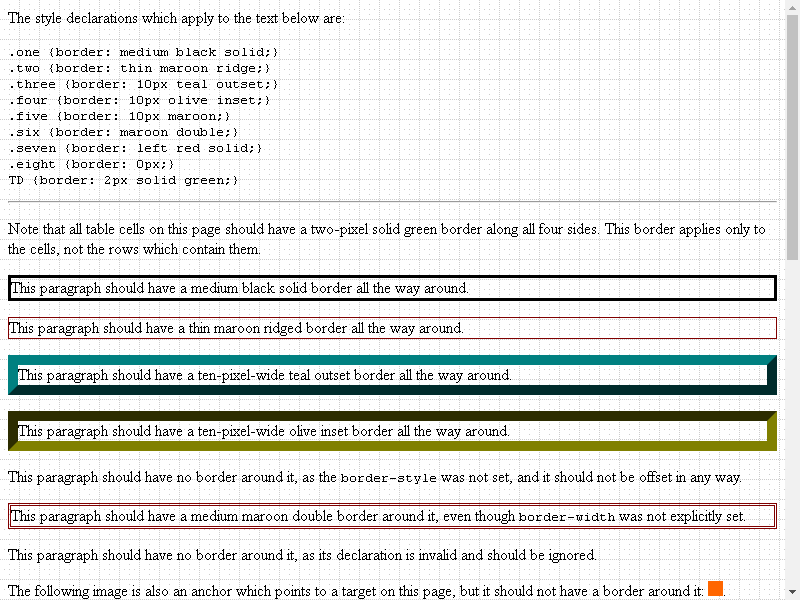 The style declarations which apply to the text below are:
.one {border: medium black solid;}
.two {border: thin maroon ridge;}
.three {border: 10px teal outset;}
.four {border: 10px olive inset;}
.five {border: 10px maroon;}
.six {border: maroon double;}
.seven {border: left red solid;}
.eight {border: 0px;}
TD {border: 2px solid green;}
Note that all table cells on this page should have a two-pixel solid green border along all four sides. This border applies only to
the cells, not the rows which contain them.
This paragraph should have a medium black solid border all the way around.
This paragraph should have a thin maroon ridged border all the way around.
This paragraph should have a ten-pixel-wide teal outset border all the way around.
This paragraph should have a ten-pixel-wide olive inset border all the way around.
This paragraph should have no border around it, as the border-style was not set, and it should not be offset in any way.
This paragraph should have a medium maroon double border around it, even though border-width was not explicitly set.
This paragraph should have no border around it, as its declaration is invalid and should be ignored.
The following image is also an anchor which points to a target on this page, but it should not have a border around it: .